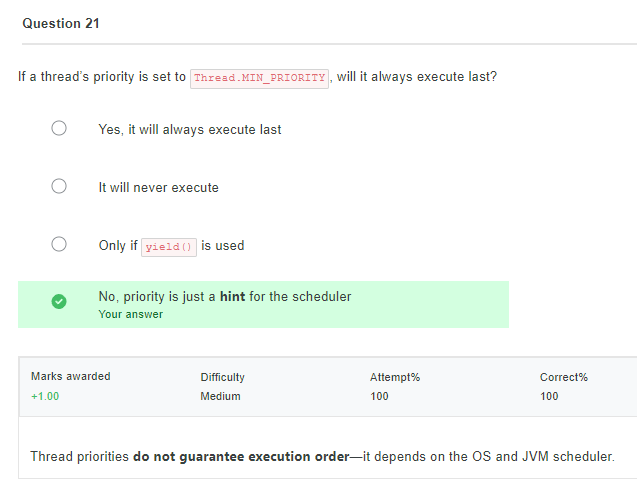 Question 21
If a thread's priority is set to Thread.MIN_PRIORITY, will it always execute last?
Yes, it will always execute last
It will never execute
Only if yield() is used
No, priority is just a hint for the scheduler
Your answer
Marks awarded Difficulty Attempt% Correct%
+1.00 Medium 100 100
Thread priorities do not guarantee execution order—it depends on the OS and JVM scheduler.